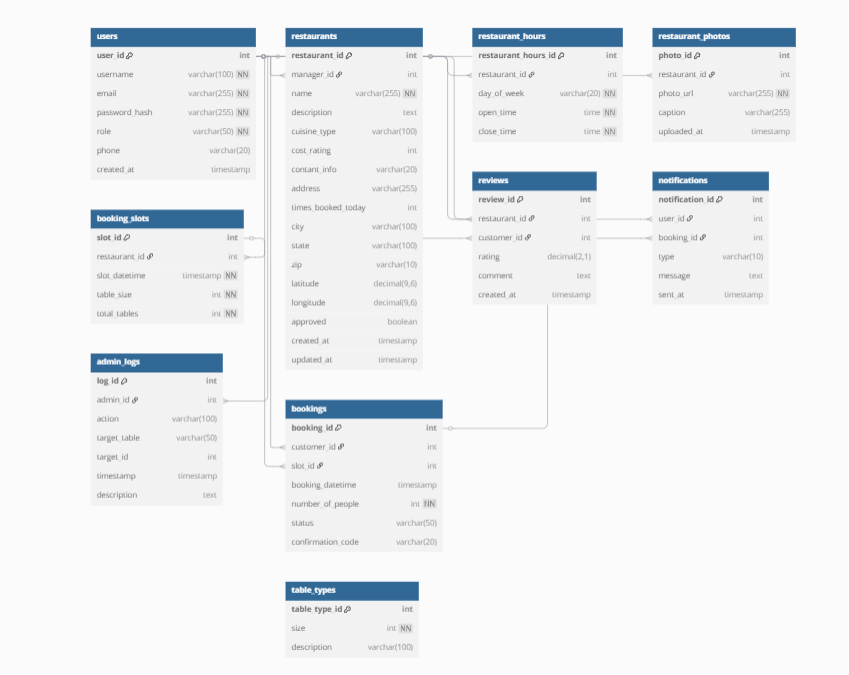 users
user_id int
username varchar(100) NN
email varchar(255) NN
password_hash varchar(255) NN
role varchar(50) NN
phone varchar(20)
created_at timestamp
restaurants
restaurant_id int
manager_id int
name varchar(255) NN
description text
cuisine_type varchar(100)
cost_rating int
contant_info varchar(20)
address varchar(255)
times_booked_today int
city varchar(100)
state varchar(100)
zip varchar(10)
latitude decimal(9,6)
longitude decimal(9,6)
approved boolean
created_at timestamp
updated_at timestamp
restaurant_hours
restaurant_hours_id int
restaurant_id int
day_of_week varchar(20) NN
open_time time NN
close_time time NN
restaurant_photos
photo_id int
restaurant_id int
photo_url varchar(255) NN
caption varchar(255)
uploaded_at timestamp
booking_slots
slot_id int
restaurant_id int
slot_datetime timestamp NN
table_size int NN
total_tables int NN
reviews
review_id int
restaurant_id int
customer_id int
rating decimal(2,1)
comment text
created_at timestamp
notifications
notification_id int
user_id int
booking_id int
type varchar(10)
message text
sent_at timestamp
admin_logs
log_id int
admin_id int
action varchar(100)
target_table varchar(50)
target_id int
timestamp timestamp
description text
bookings
booking_id int
customer_id int
slot_id int
booking_datetime timestamp
number_of_people int NN
status varchar(50)
confirmation_code varchar(20)
table_types
table_type_id int
size int NN
description varchar(100)